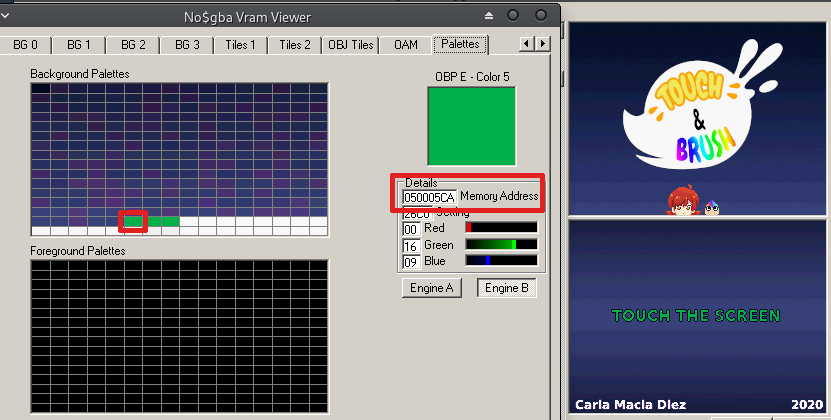 No$gba Vram Viewer
BG 0 BG 1 BG 2 BG 3 Tiles 1 Tiles 2 OBJ Tiles OAM Palettes
Background Palettes
OBP E - Color 5
Details
050005CA Memory Address
26C0 Setting
00 Red
16 Green
09 Blue
Foreground Palettes
Engine A Engine B
TOUCH
&
BRUSH
TOUCH THE SCREEN
Carla Macia Diez 2020